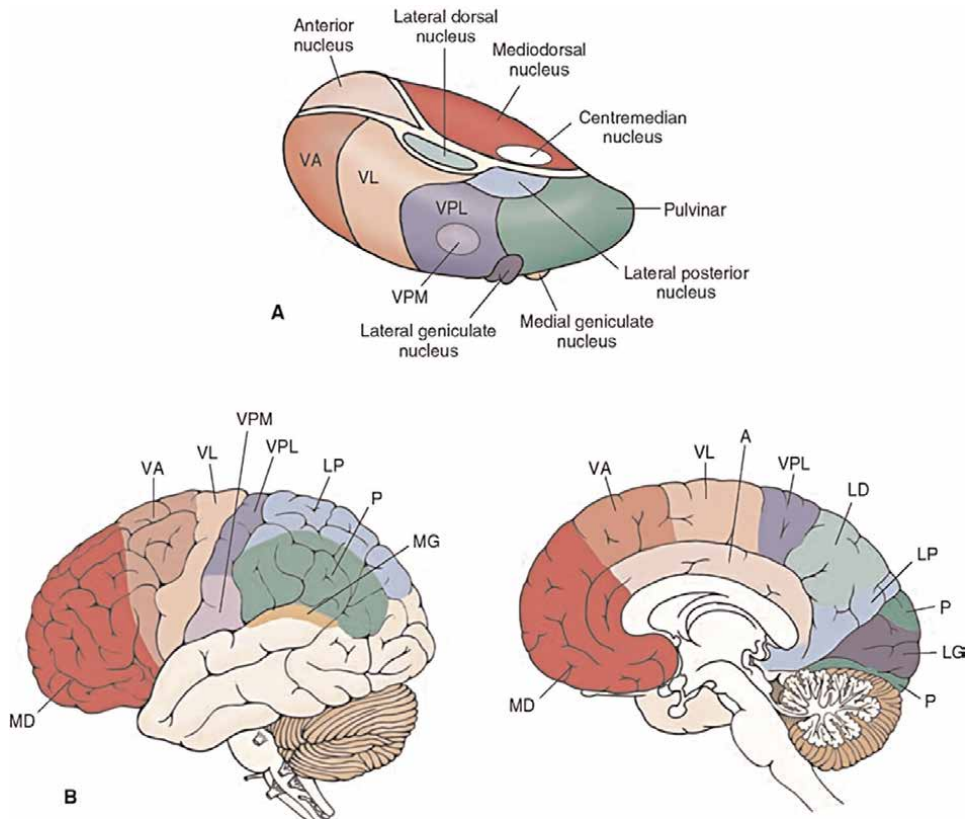 Anterior
nucleus
Lateral dorsal
nucleus
Mediodorsal
nucleus
Centremedian
nucleus
VA
VL
VPL
Pulvinar
VPM
Lateral posterior
nucleus
A
Lateral geniculate
nucleus
Medial geniculate
nucleus
VPM
VPL
VL
VA
LP
P
MG
MD
B
A
VL
VA
VPL
LD
LP
P
LG
P
MD